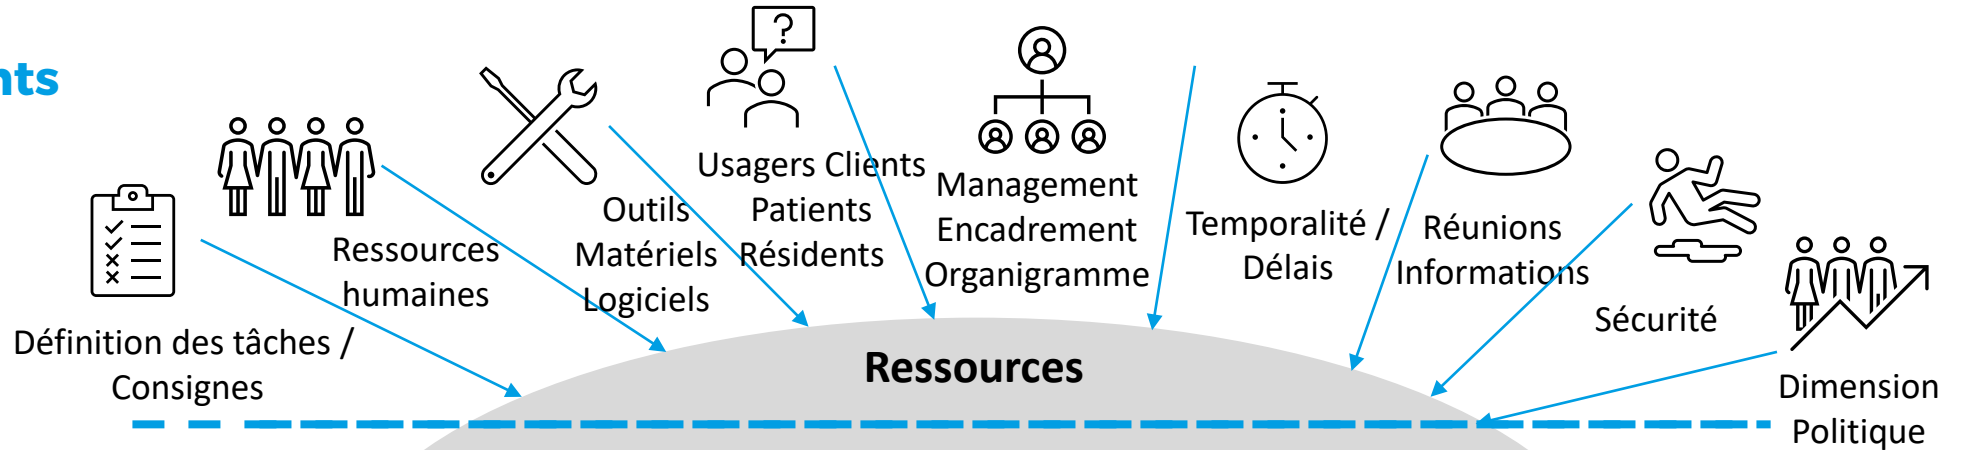 nts
?
Usagers Clients
Patients
Résidents
Management
Encadrement
Organigramme
Outils
Matériels
Logiciels
Temporalité /
Délais
Réunions
Informations
Ressources
humaines
Sécurité
Définition des tâches /
Consignes
Ressources
Dimension
Politique